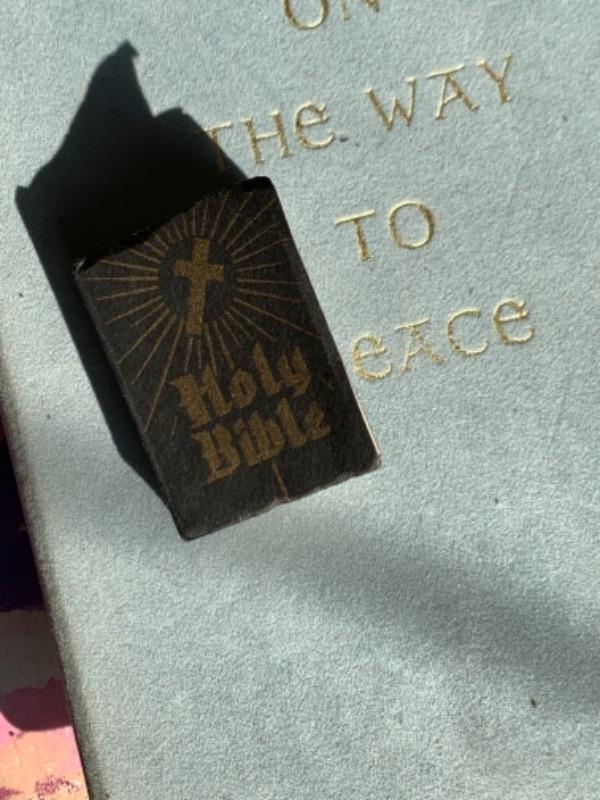 ON
THE WAY
TO
EACE
Holy
Bible